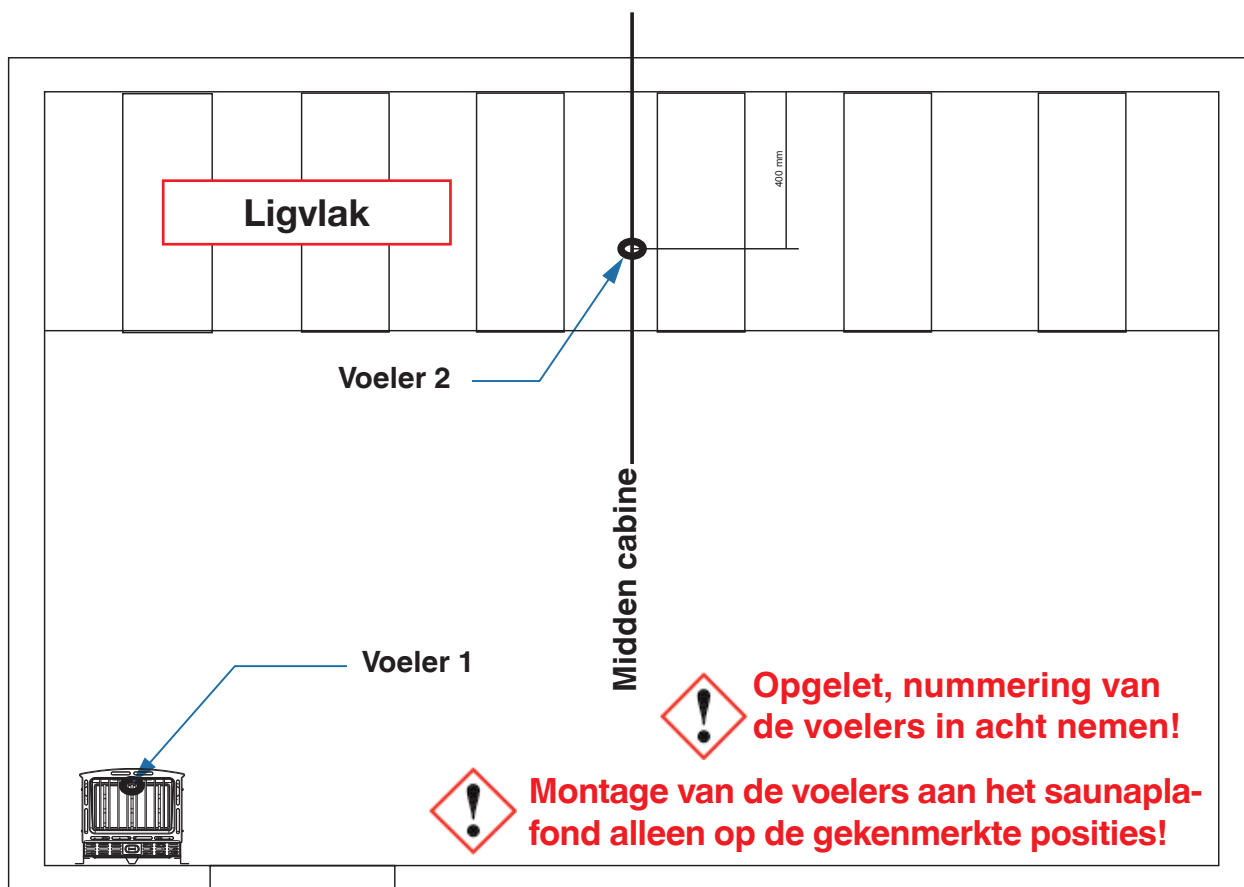 400 mm
Ligvlak
Voeler 2
Midden cabine
Voeler 1
Opgelet, nummering van
de voelers in acht nemen!
Montage van de voelers aan het saunapla-
fond alleen op de gekenmerkte posities!